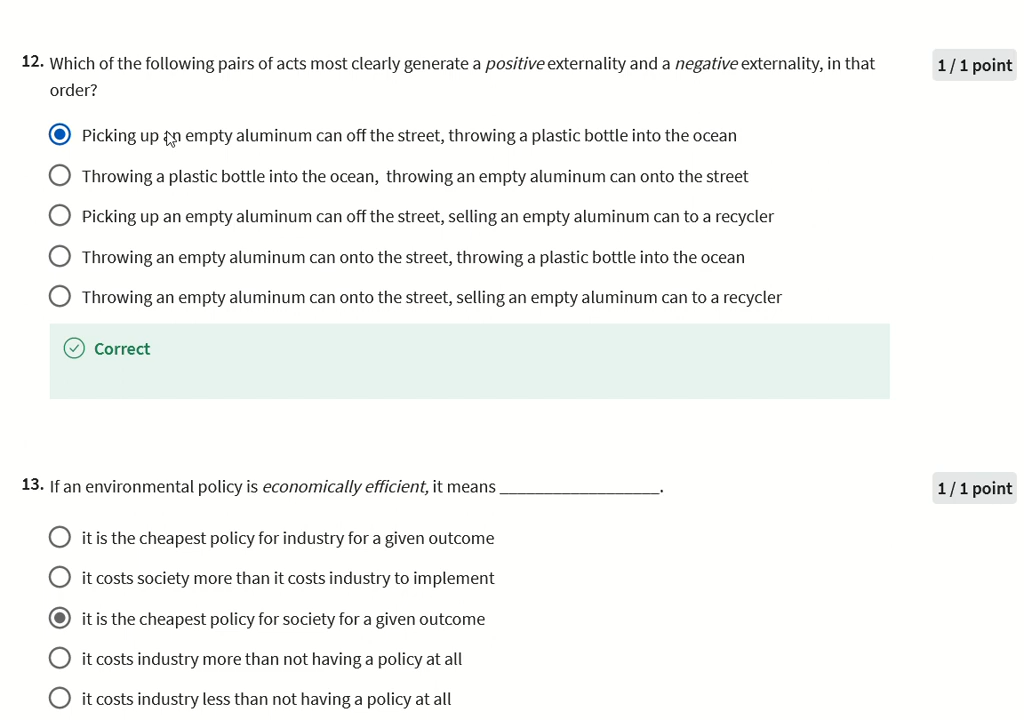 12. Which of the following pairs of acts most clearly generate a positive externality and a negative externality, in that 1 / 1 point
order?
Picking up an empty aluminum can off the street, throwing a plastic bottle into the ocean
Throwing a plastic bottle into the ocean, throwing an empty aluminum can onto the street
Picking up an empty aluminum can off the street, selling an empty aluminum can to a recycler
Throwing an empty aluminum can onto the street, throwing a plastic bottle into the ocean
Throwing an empty aluminum can onto the street, selling an empty aluminum can to a recycler
Correct
13. If an environmental policy is economically efficient, it means __________________. 1 / 1 point
it is the cheapest policy for industry for a given outcome
it costs society more than it costs industry to implement
it is the cheapest policy for society for a given outcome
it costs industry more than not having a policy at all
it costs industry less than not having a policy at all